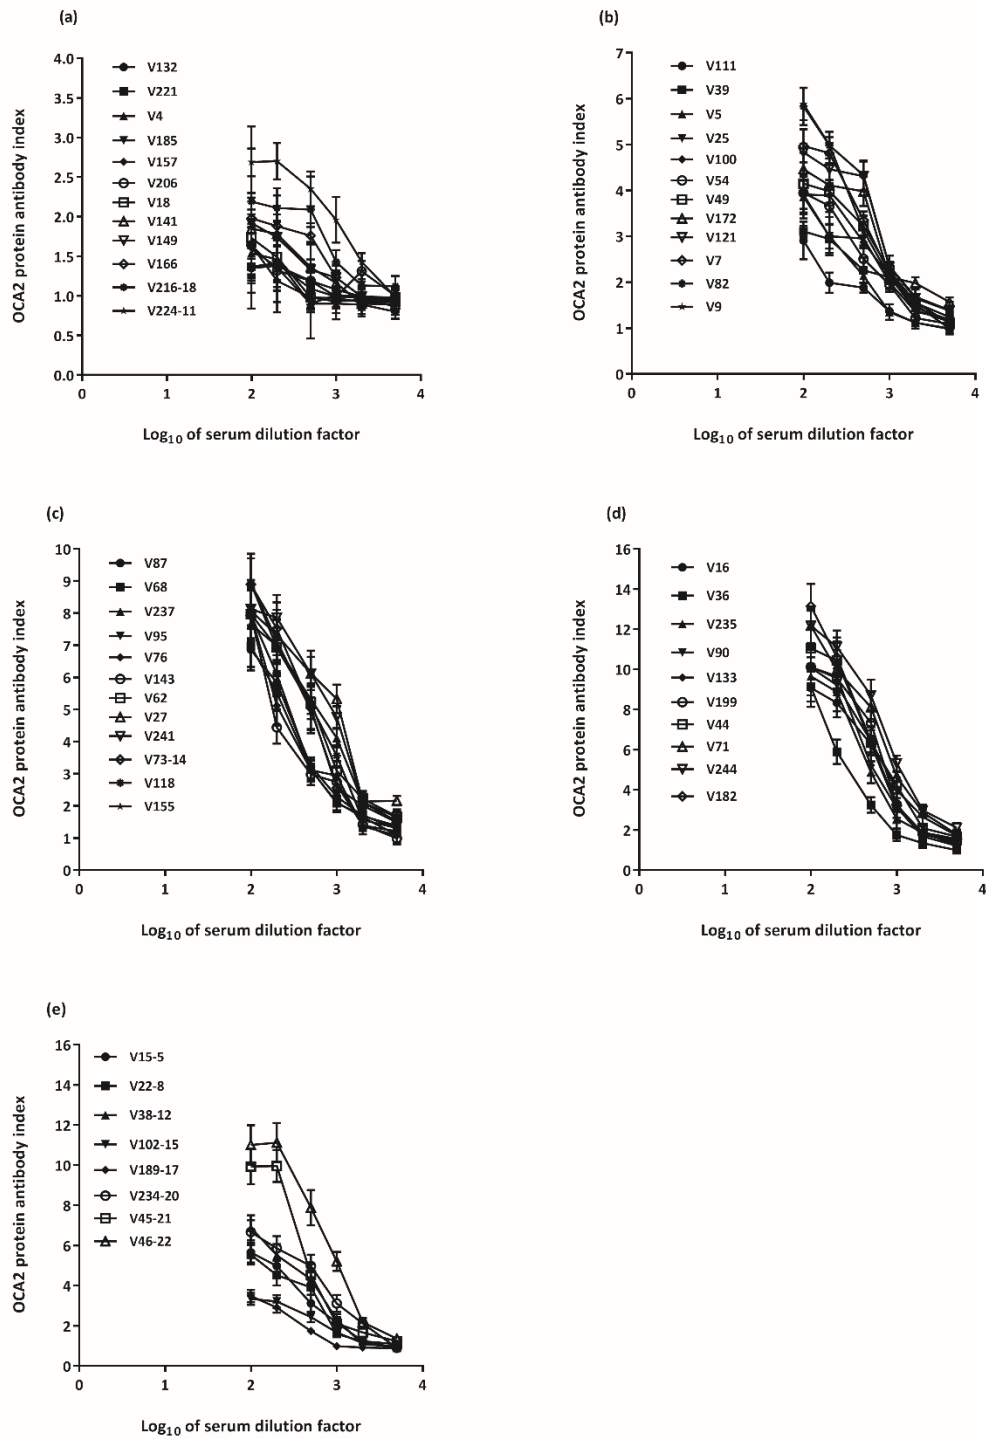 (a)
OCA2 protein antibody index
4.0
3.5
3.0
2.5
2.0
1.5
1.0
0.5
0.0
V132
V221
V4
V185
V157
V206
V18
V141
V149
V166
V216-18
V224-11
0 1 2 3 4
Log10 of serum dilution factor
(b)
OCA2 protein antibody index
7
6
5
4
3
2
1
0
V111
V39
V5
V25
V100
V54
V49
V172
V121
V7
V82
V9
0 1 2 3 4
Log10 of serum dilution factor
(c)
OCA2 protein antibody index
10
9
8
7
6
5
4
3
2
1
0
V87
V68
V237
V95
V76
V143
V62
V27
V241
V73-14
V118
V155
0 1 2 3 4
Log10 of serum dilution factor
(d)
OCA2 protein antibody index
16
14
12
10
8
6
4
2
0
V16
V36
V235
V90
V133
V199
V44
V71
V244
V182
0 1 2 3 4
Log10 of serum dilution factor
(e)
OCA2 protein antibody index
16
14
12
10
8
6
4
2
0
V15-5
V22-8
V38-12
V102-15
V189-17
V234-20
V45-21
V46-22
0 1 2 3 4
Log10 of serum dilution factor